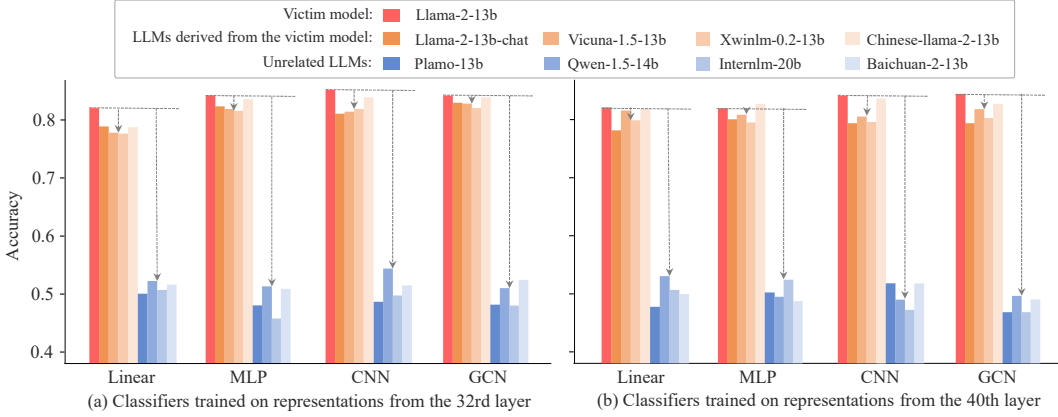 Victim model: Llama-2-13b
LLMs derived from the victim model: Llama-2-13b-chat Vicuna-1.5-13b Xwinlm-0.2-13b Chinese-llama-2-13b
Unrelated LLMs: Plamo-13b Qwen-1.5-14b Internlm-20b Baichuan-2-13b
Accuracy
0.8
0.7
0.6
0.5
0.4
Linear MLP CNN GCN
(a) Classifiers trained on representations from the 32rd layer
Linear MLP CNN GCN
(b) Classifiers trained on representations from the 40th layer